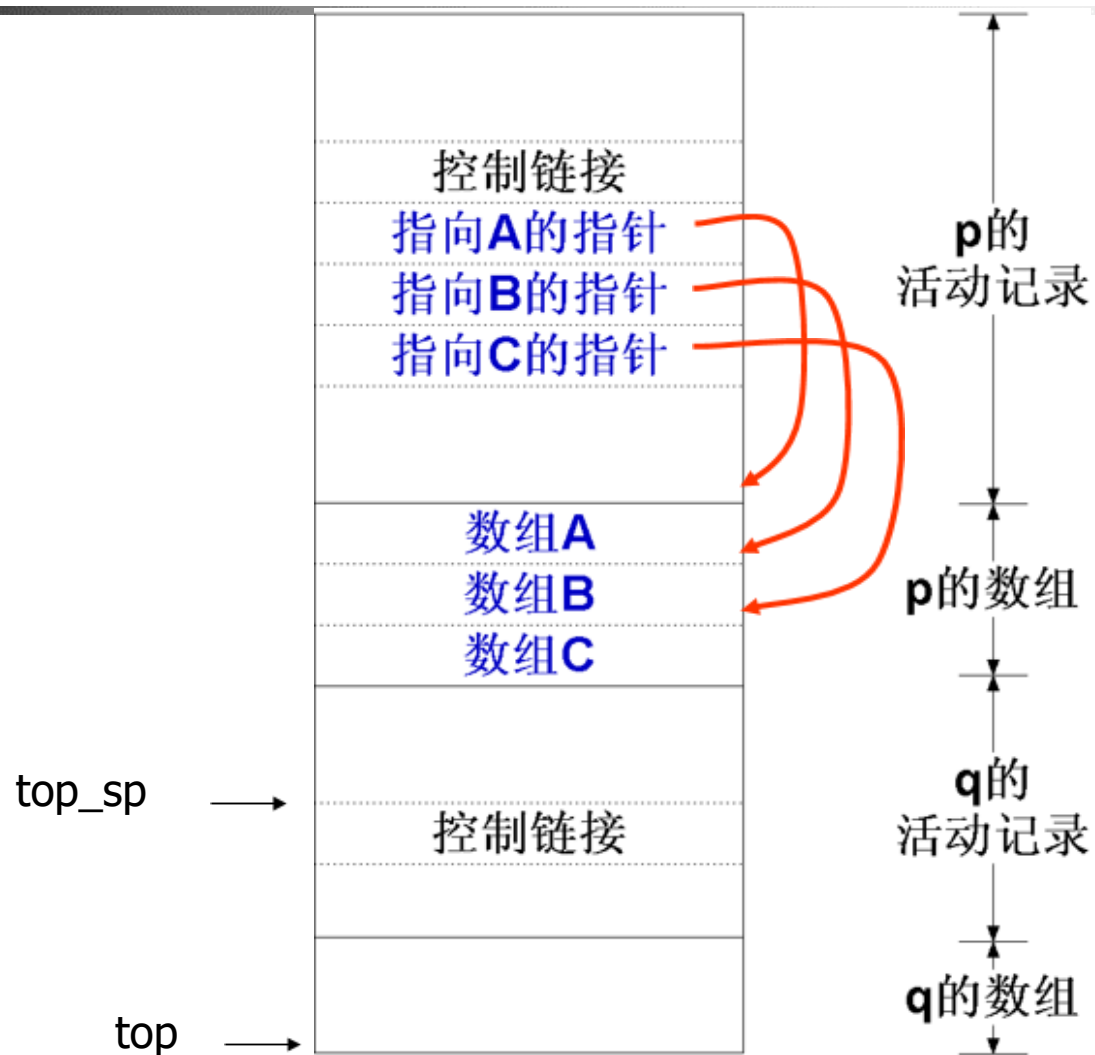 控制链接
指向A的指针
指向B的指针
指向C的指针
p的
活动记录
数组A
数组B
数组C
p的数组
top_sp
控制链接
q的
活动记录
q的数组
top